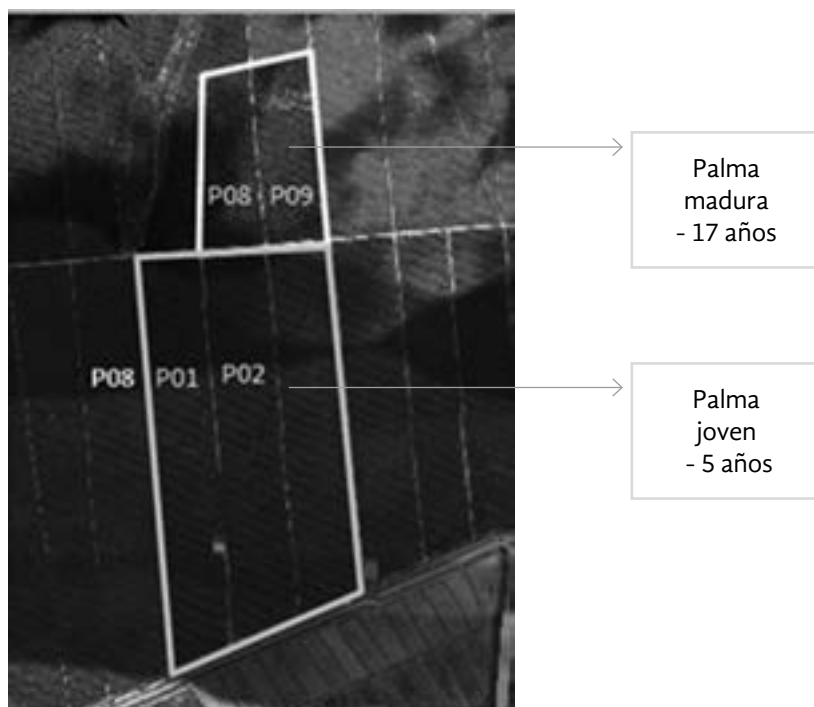 P08 P09
Palma
madura
- 17 años
P08 P01 P02
Palma
joven
- 5 años